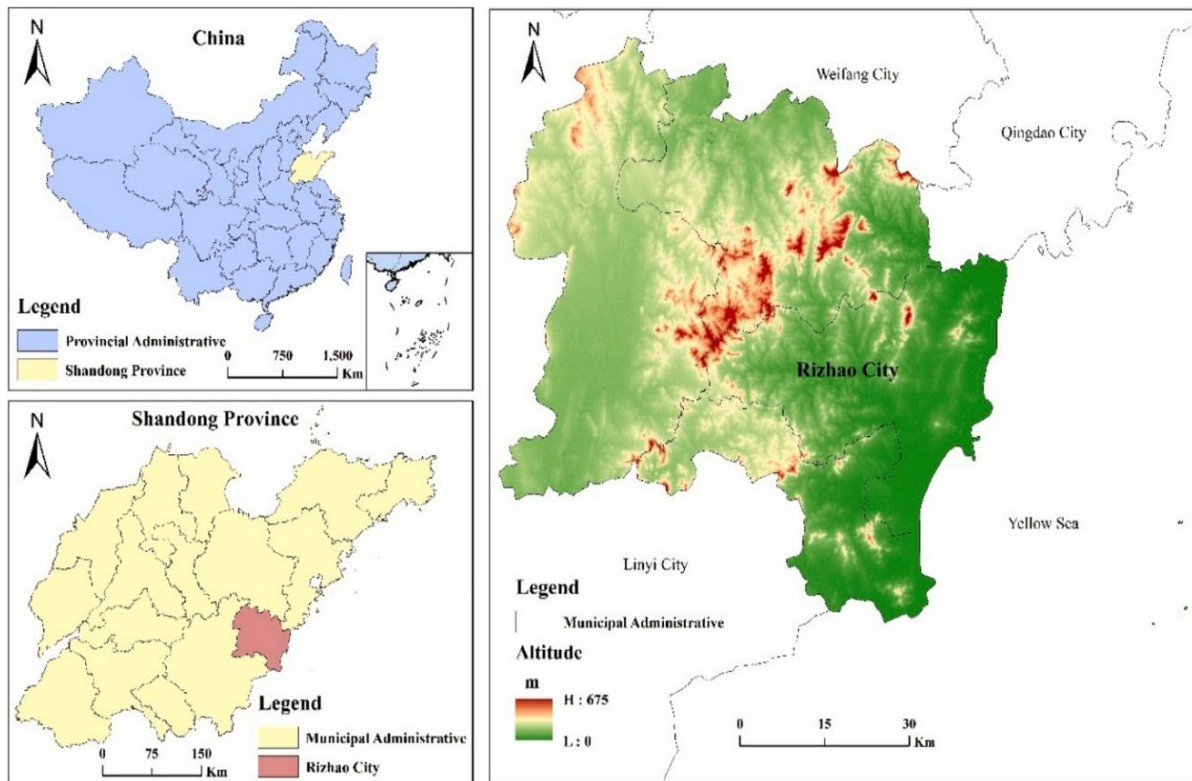 N
China
Legend
Provincial Administrative
Shandong Province
0 750 1,500
Km
N
Shandong Province
Legend
Municipal Administrative
Rizhao City
0 75 150
Km
N
Weifang City
Qingdao City
Rizhao City
Yellow Sea
Linyi City
Legend
Municipal Administrative
Altitude
m
H : 675
L : 0
0 15 30
Km